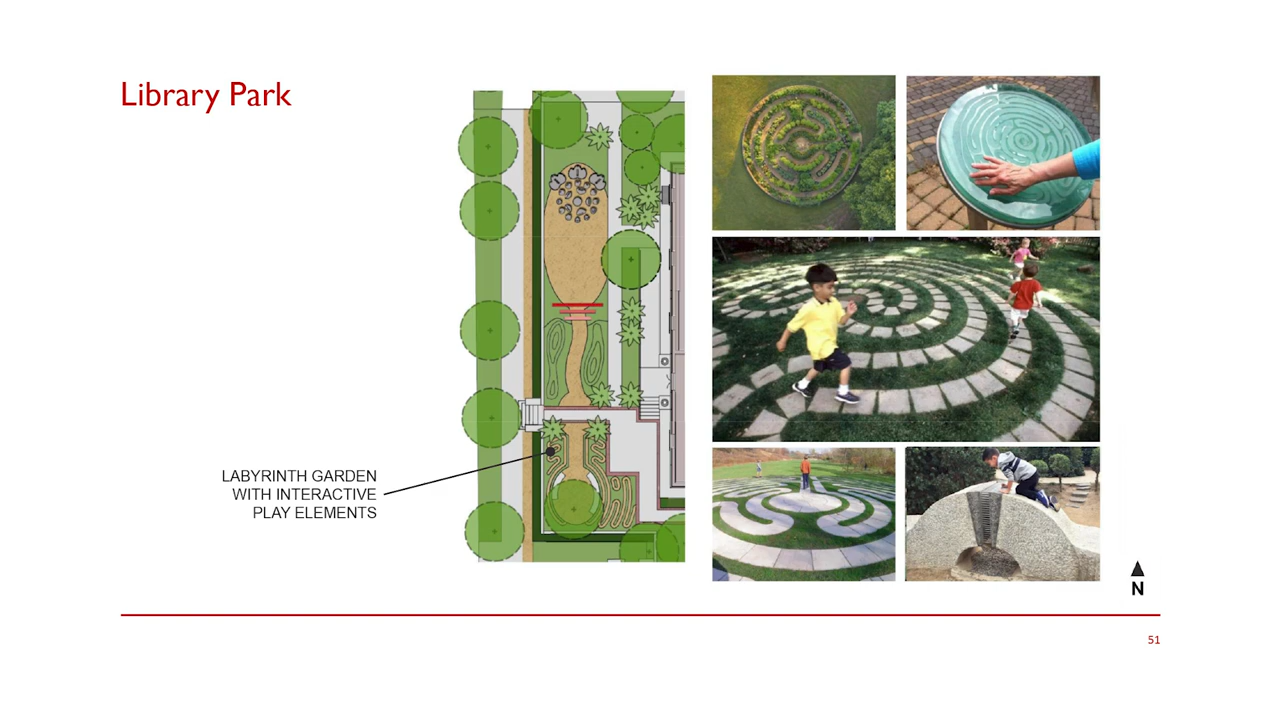 Library Park
LABYRINTH GARDEN
WITH INTERACTIVE
PLAY ELEMENTS
N
51